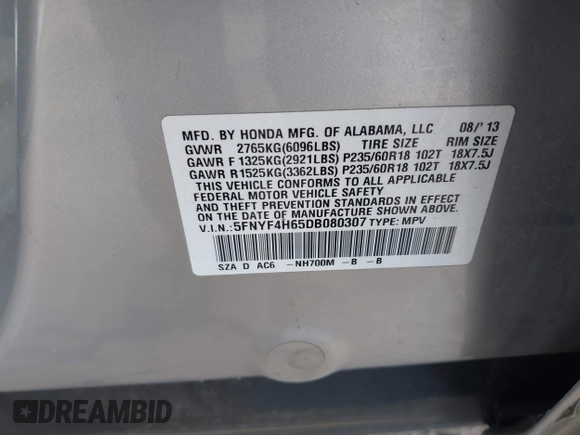 MFD. BY HONDA MFG. OF ALABAMA, LLC 08/'13
GVWR 2765KG(6096LBS) TIRE SIZE RIM SIZE
GAWR F 1325KG(2921LBS) P235/60R18 102T 18X7.5J
GAWR R 1525KG(3362LBS) P235/60R18 102T 18X7.5J
THIS VEHICLE CONFORMS TO ALL APPLICABLE
FEDERAL MOTOR VEHICLE SAFETY
AND THEFT PREVENTION STANDARDS IN EFFECT
ON THE DATE OF MANUFACTURE SHOWN ABOVE.
V.I.N.:5FNYF4H65DB080307 TYPE: MPV
SZA D AC6 -NH700M -B -B
DREAMBID